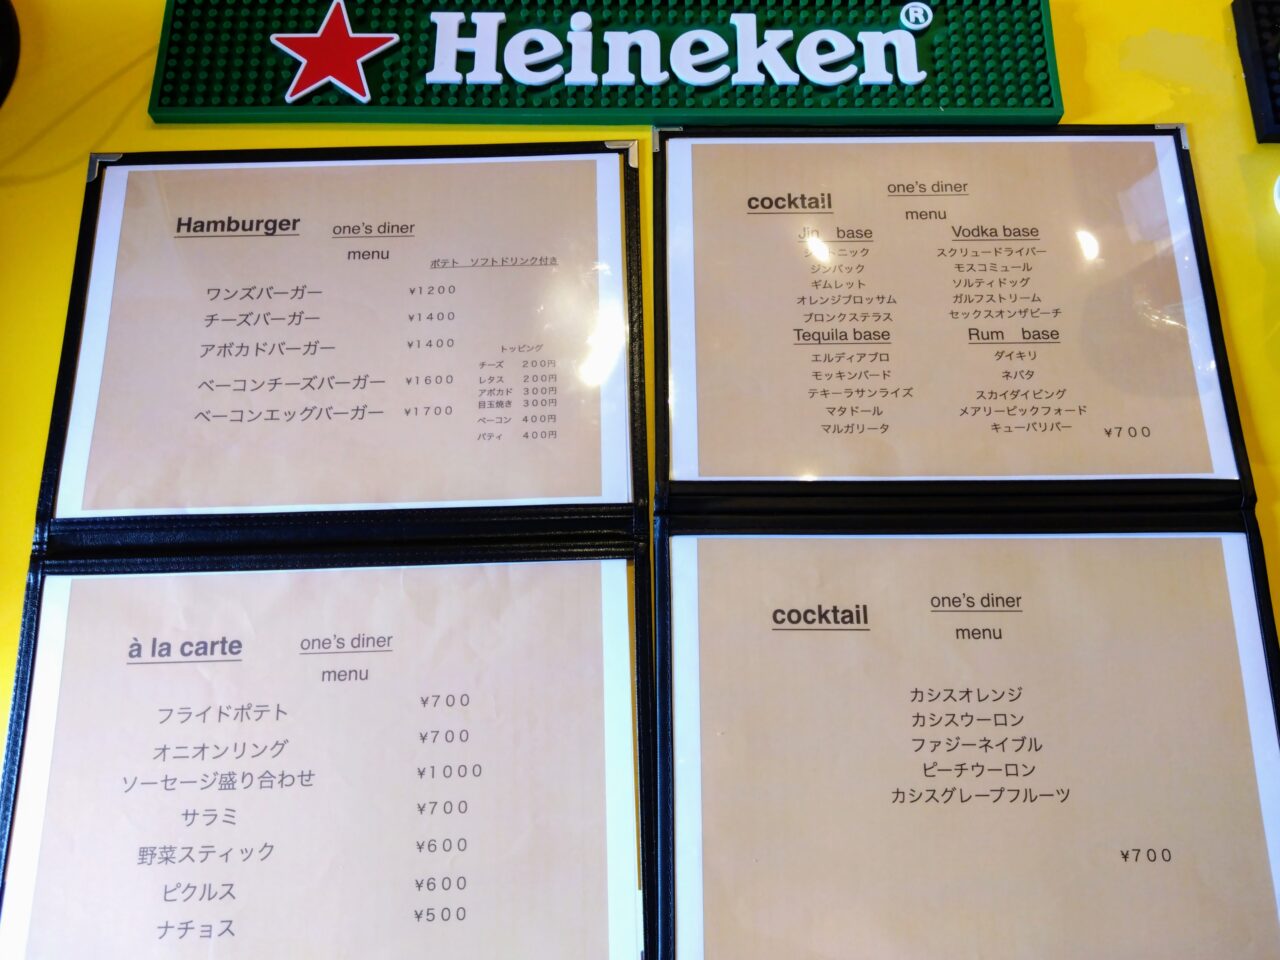 Heineken®
Hamburger
one's diner
menu
ポテト ソフトドリンク付き
ワンズバーガー ¥1200
チーズバーガー ¥1400
アボカドバーガー ¥1400
ベーコンチーズバーガー ¥1600
ベーコンエッグバーガー ¥1700
トッピング
チーズ 200円
レタス 200円
アボカド 300円
目玉焼き 300円
ベーコン 400円
パティ 400円
cocktail
one's diner
menu
Jin base
ニック
ジンバック
ギムレット
オレンジブロッサム
ブロンクステラス
Vodka base
スクリュードライバー
モスコミュール
ソルティドッグ
ガルフストリーム
セックスオンザビーチ
Tequila base
エルディアブロ
モッキンバード
テキーラサンライズ
マタドール
マルガリータ
Rum base
ダイキリ
ネバタ
スカイダイビング
メアリーピックフォード
キューバリバー
¥700
à la carte
one's diner
menu
フライドポテト ¥700
オニオンリング ¥700
ソーセージ盛り合わせ ¥1000
サラミ ¥700
野菜スティック ¥600
ピクルス ¥600
ナチョス ¥500
cocktail
one's diner
menu
カシスオレンジ
カシスウーロン
ファジーネイブル
ピーチウーロン
カシスグレープフルーツ
¥700